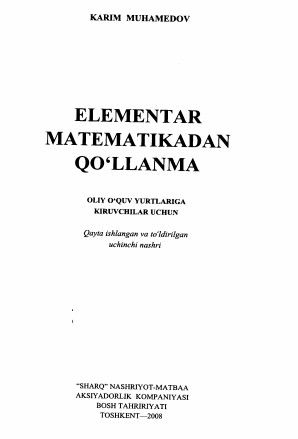 KARIM MUHAMEDOV
ELEMENTAR
MATEMATIKADAN
QO‘LLANMA
OLIY O‘QUV YURTLARIGA
KIRUVCHILAR UCHUN
Qayta ishlangan va to'ldirilgan
uchinchi nashri
“SHARQ” NASHRIYOT-MATBAA
AKSIYADORLIK KOMPANIYASI
BOSH TAHRIRIYATI
TOSHKENT—2008